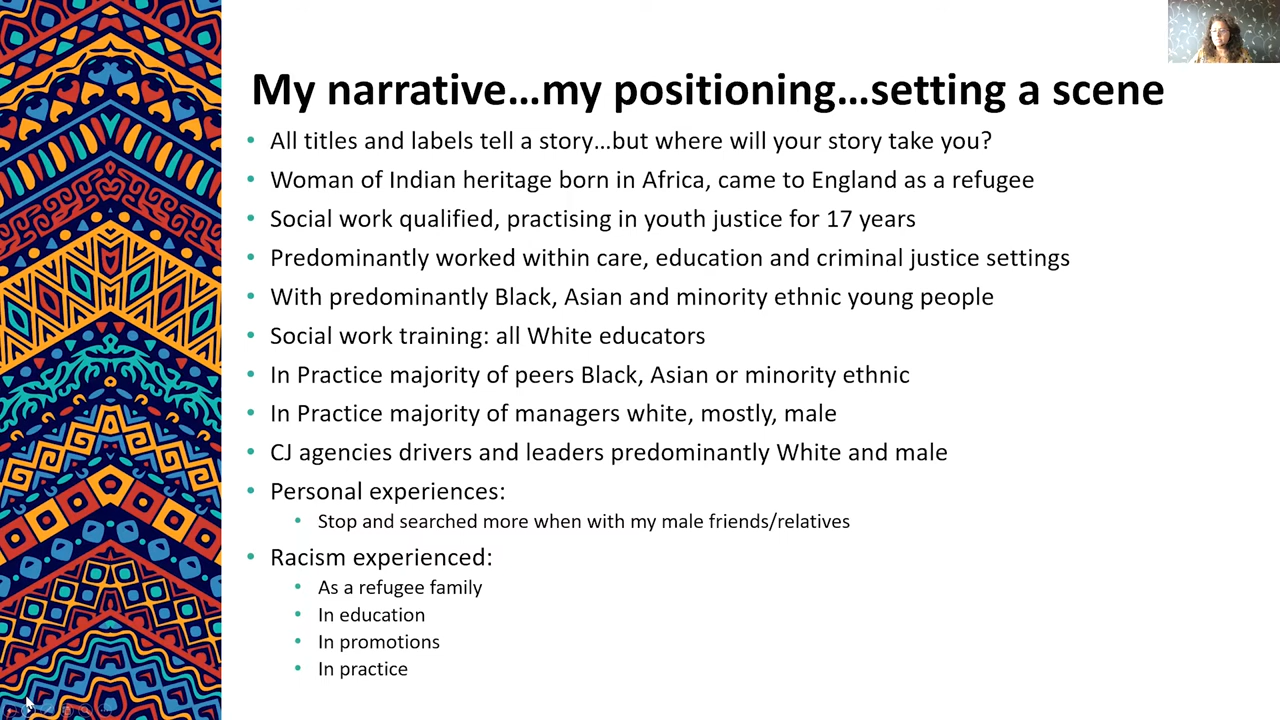 My narrative…my positioning…setting a scene
• All titles and labels tell a story…but where will your story take you?
• Woman of Indian heritage born in Africa, came to England as a refugee
• Social work qualified, practising in youth justice for 17 years
• Predominantly worked within care, education and criminal justice settings
• With predominantly Black, Asian and minority ethnic young people
• Social work training: all White educators
• In Practice majority of peers Black, Asian or minority ethnic
• In Practice majority of managers white, mostly, male
• CJ agencies drivers and leaders predominantly White and male
• Personal experiences:
• Stop and searched more when with my male friends/relatives
• Racism experienced:
• As a refugee family
• In education
• In promotions
• In practice